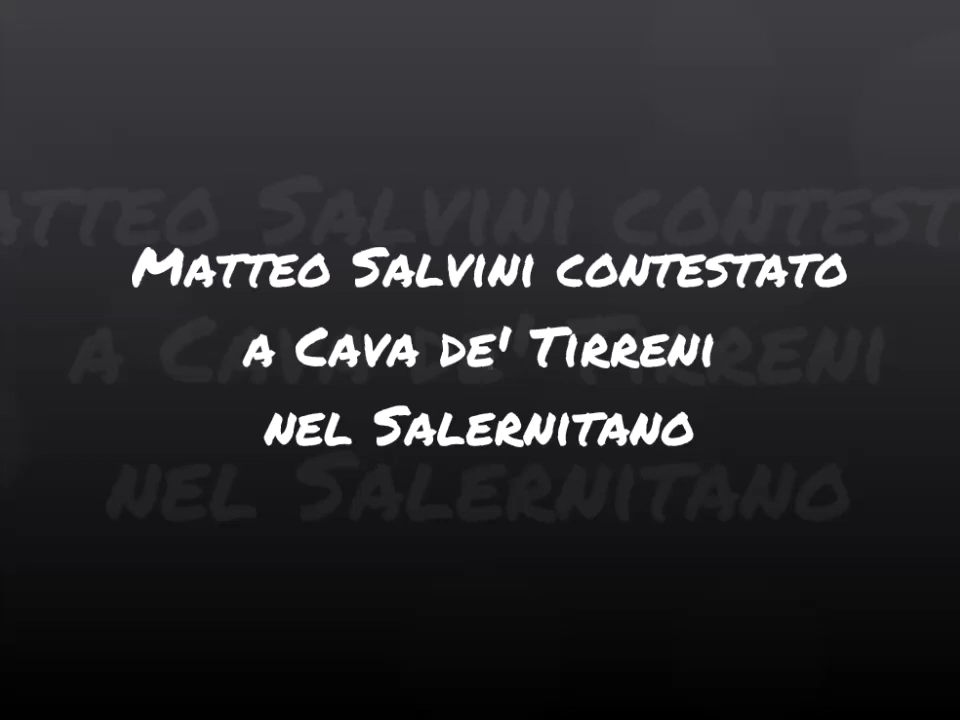 Matteo Salvini contestato
a Cava de' Tirreni
nel Salernitano